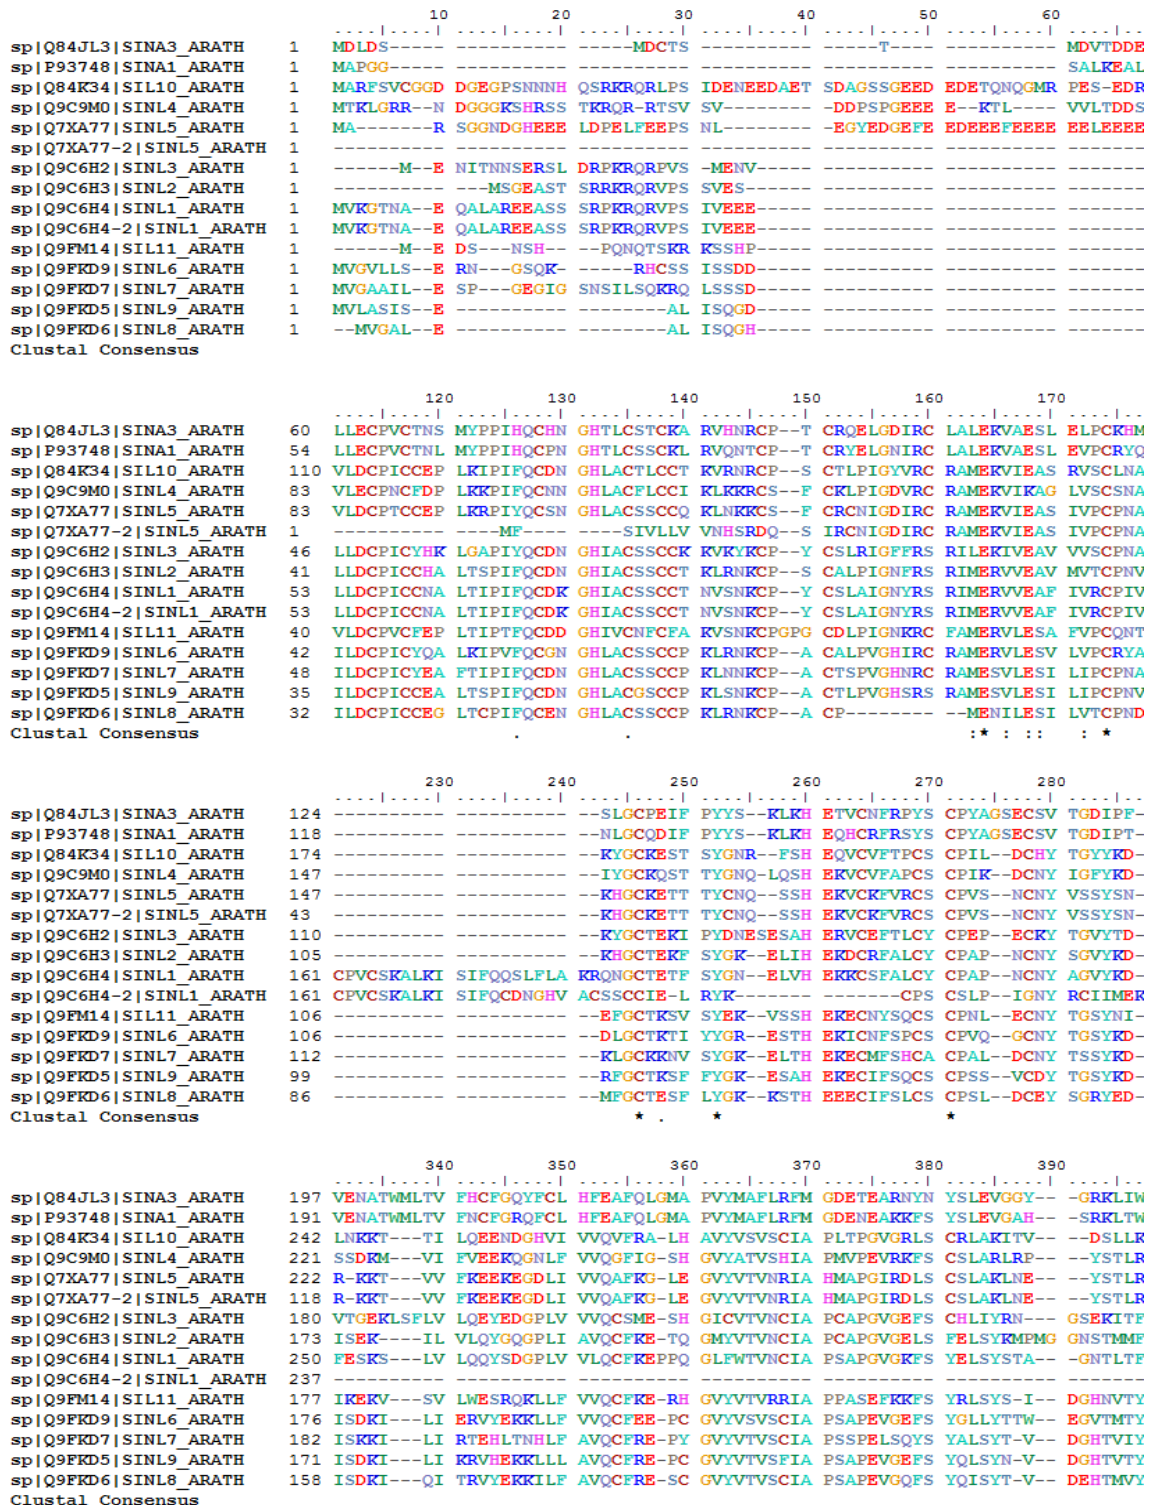 10 20 30 40 50 60
sp|Q84JL3|SINA3_ARATH 1 MDLDS----- ---------- ----MDCTS- ---------- ----T----- ---------- MDVTDDE
sp|P93748|SINA1_ARATH 1 MAPGG----- ---------- ---------- ---------- ---------- ---------- SALKEAL
sp|Q84K34|SIL10_ARATH 1 MARFSVCGGD DGEGPSNNNH QSRKRQRLPS IDENEEDAET SDAGSSGEED EDETQNQGMR PES-EDR
sp|Q9C9M0|SINL4_ARATH 1 MTKLGRR--N DGGGKSHRSS TKRQR-RTSV SV-------- DDPSPGEEE E--KTL--- VVLTDDS
sp|Q7XA77|SINL5_ARATH 1 MA-------R SGGNDGHEEE LDPELFEEPS NL-------- -EGYEDGEFE EDEEEFEEEE EELEEEE
sp|Q7XA77-2|SINL5_ARATH 1 ---------- ---------- ---------- ---------- ---------- ---------- -------
sp|Q9C6H2|SINL3_ARATH 1 ------M--E NITNNSERSL DRPKRQRPVS -MENV----- ---------- ---------- -------
sp|Q9C6H3|SINL2_ARATH 1 ---------- ---MSGEAST SRRKRQRVPS SVES------ ---------- ---------- -------
sp|Q9C6H4|SINL1_ARATH 1 MVKGTNA--E QALAREEASS SRPKRQRVPS IVEEE----- ---------- ---------- -------
sp|Q9C6H4-2|SINL1_ARATH 1 MVKGTNA--E QALAREEASS SRPKRQRVPS IVEEE----- ---------- ---------- -------
sp|Q9FM14|SIL11_ARATH 1 ------M--E DS---NSH-- --PQNQTSKR KSSHP----- ---------- ---------- -------
sp|Q9FKD9|SINL6_ARATH 1 MVGVLLS--E RN---GSQK- -----RHCSS ISSDD----- ---------- ---------- -------
sp|Q9FKD7|SINL7_ARATH 1 MVGAAIL--E SP---GEGIG SNSILSQKRQ LSSSD----- ---------- ---------- -------
sp|Q9FKD5|SINL9_ARATH 1 MVLASIS--E ---------- --------AL ISQGD----- ---------- ---------- -------
sp|Q9FKD6|SINL8_ARATH 1 --MVGAL--E ---------- --------AL ISQGH----- ---------- ---------- -------
Clustal Consensus
120 130 140 150 160 170
sp|Q84JL3|SINA3_ARATH 60 LLECPVCTNS MYPPIHQCHN GHTLCSTCKA RVHNRCP--T CRQELGDIRC LALEKVAESL ELPCKHM
sp|P93748|SINA1_ARATH 54 LLECPVCTNL MYPPIHQCPN GHTLCSSCKL RVQNTCP--T CRYELGNIRC LALEKVAESL EVPCRYQ
sp|Q84K34|SIL10_ARATH 110 VLDCPICCEP LKIPIFQCDN GHLACTLCCT KVRNRCP--S CTLPIGYVRC RAMEKVIEAS RVSCLNA
sp|Q9C9M0|SINL4_ARATH 83 VLECPNCFDP LKKPIFQCNN GHLACFLCCI KLKKRCS--F CKLPIGDVRC RAMEKVIKAG LVSCSNA
sp|Q7XA77|SINL5_ARATH 83 VLDCPTCCEP LKRPIYQCSN GHLACSSCCQ KLNKKCS--F CRCNIGDIRC RAMEKVIEAS IVPCPNA
sp|Q7XA77-2|SINL5_ARATH 1 ------------MF------ ----SIVLLV VNHSRDQ--S IRCNIGDIRC RAMEKVIEAS IVPCPNA
sp|Q9C6H2|SINL3_ARATH 46 LLDCPICYHK LGAPIYQCDN GHIACSSCCK KVKYKCP--Y CSLRIGFFRS RILEKIVEAV VVSCPNA
sp|Q9C6H3|SINL2_ARATH 41 LLDCPICCHA LTSPIFQCDN GHIACSSCCT KLRNKCP--S CALPIGNFRS RIMERVVEAV MVTCPNV
sp|Q9C6H4|SINL1_ARATH 53 LLDCPICCNA LTIPIFQCDK GHIACSSCCT NVSNKCP--Y CSLAIGNYRS RIMERVVEAF IVRCPIV
sp|Q9C6H4-2|SINL1_ARATH 53 LLDCPICCNA LTIPIFQCDK GHIACSSCCT NVSNKCP--Y CSLAIGNYRS RIMERVVEAF IVRCPIV
sp|Q9FM14|SIL11_ARATH 40 VLDCPVCFEP LTIPTFQCDD GHIVCNFCFA KVSNKCPGPG CDLPIGNKRC FAMERVLESA FVPCQNT
sp|Q9FKD9|SINL6_ARATH 42 ILDCPICYQA LKIPVFQCGN GHLACSSCCP KLRNKCP--A CALPVGHIRC RAMERVLESV LVPCRYA
sp|Q9FKD7|SINL7_ARATH 48 ILDCPICYEA FTIPIFQCDN GHLACSSCCP KLNNKCP--A CTSPVGHNRC RAMESVLESI LIPCPNA
sp|Q9FKD5|SINL9_ARATH 35 ILDCPICCEA LTSPIFQCDN GHLACGSCCP KLSNKCP--A CTLPVGHSRS RAMESVLESI LIPCPNV
sp|Q9FKD6|SINL8_ARATH 32 ILDCPICCEG LTCPIFQCEN GHLACSSCCP KLRNKCP--A CP-------- --MENILESI LVTCPND
Clustal Consensus . . :* : :: : *
230 240 250 260 270 280
sp|Q84JL3|SINA3_ARATH 124 ---------- ---------- --SLGCPEIF PYYS--KLKH ETVCNFRPYS CPYAGSECSV TGDIPF-
sp|P93748|SINA1_ARATH 118 ---------- ---------- --NLGCQDIF PYYS--KLKH EQHCRFRSYS CPYAGSECSV TGDIPT-
sp|Q84K34|SIL10_ARATH 174 ---------- ---------- --KYGCKEST SYGNR--FSH EQVCVFTPCS CPIL--DCHY TGYYKD-
sp|Q9C9M0|SINL4_ARATH 147 ---------- ---------- --IYGCKQST TYGNQ-LQSH EKVCVFAPCS CPIK--DCNY IGFYKD-
sp|Q7XA77|SINL5_ARATH 147 ---------- ---------- --KHGCKETT TYCNQ--SSH EKVCKFVRCS CPVS--NCNY VSSYSN-
sp|Q7XA77-2|SINL5_ARATH 43 ---------- ---------- --KHGCKETT TYCNQ--SSH EKVCKFVRCS CPVS--NCNY VSSYSN-
sp|Q9C6H2|SINL3_ARATH 110 ---------- ---------- --KYGCTEKI PYDNESESAH ERVCEFTLCY CPEP--ECKY TGVYTD-
sp|Q9C6H3|SINL2_ARATH 105 ---------- ---------- --KHGCTEKF SYGK--ELIH EKDCRFALCY CPAP--NCNY SGVYKD-
sp|Q9C6H4|SINL1_ARATH 161 CPVCSKALKI SIFQQSLFLA KRQNGCTETF SYGN--ELVH EKKCSFALCY CPAP--NCNY AGVYKD-
sp|Q9C6H4-2|SINL1_ARATH 161 CPVCSKALKI SIFQCDNGHV ACSSCCIE-L RYK------- -------CPS CSLP--IGNY RCIIMEK
sp|Q9FM14|SIL11_ARATH 106 ---------- ---------- --EFGCTKSV SYEK--VSSH EKECNYSQCS CPNL--ECNY TGSYNI-
sp|Q9FKD9|SINL6_ARATH 106 ---------- ---------- --DLGCTKTI YYGR--ESTH EKICNFSPCS CPVQ--GCNY TGSYKD-
sp|Q9FKD7|SINL7_ARATH 112 ---------- ---------- --KLGCKKNV SYGK--ELTH EKECMFSHCA CPAL--DCNY TSSYKD-
sp|Q9FKD5|SINL9_ARATH 99 ---------- ---------- --RFGCTKSF FYGK--ESAH EKECIFSQCS CPSS--VCDY TGSYKD-
sp|Q9FKD6|SINL8_ARATH 86 ---------- ---------- --MFGCTESF LYGK--KSTH EEECIFSLCS CPSL--DCEY SGRYED-
Clustal Consensus * . * *
340 350 360 370 380 390
sp|Q84JL3|SINA3_ARATH 197 VENATWMLTV FHCFGQYFCL HFEAFQLGMA PVYMAFLRFM GDETEARNYN YSLEVGGY-- -GRKLIW
sp|P93748|SINA1_ARATH 191 VENATWMLTV FNCFGRQFCL HFEAFQLGMA PVYMAFLRFM GDENEAKKFS YSLEVGAH-- -SRKLTW
sp|Q84K34|SIL10_ARATH 242 LNKKT---TI LQEENDGHVI VVQVFRA-LH AVYVSVSCIA PLTPGVGRLS CRLAKITV-- --DSLLK
sp|Q9C9M0|SINL4_ARATH 221 SSDKM---VI FVEEKQGNLF VVQGFIG-SH GVYATVSHIA PMVPEVRKFS CSLARLRP-- --YSTLR
sp|Q7XA77|SINL5_ARATH 222 R-KKT---VV FKEEKEGDLI VVQAFKG-LE GVYVTVNRIA HMAPGIRDLS CSLAKLNE-- --YSTLR
sp|Q7XA77-2|SINL5_ARATH 118 R-KKT---VV FKEEKEGDLI VVQAFKG-LE GVYVTVNRIA HMAPGIRDLS CSLAKLNE-- --YSTLR
sp|Q9C6H2|SINL3_ARATH 180 VTGEKLSFLV LQEYEDGPLV VVQCSME-SH GICVTVNCIA PCAPGVGEFS CHLIYRN--- -GSEKITF
sp|Q9C6H3|SINL2_ARATH 173 ISEK----IL VLQYGQGPLI AVQCFKE-TQ GMYVTVNCIA PCAPGVGELS FELSYKMPMG GNSTMMF
sp|Q9C6H4|SINL1_ARATH 250 FESKS---LV LQQYSDGPLV VLQCFKEPPQ GLFWTVNCIA PSAPGVGKFS YELSYSTA-- -GNTLTF
sp|Q9C6H4-2|SINL1_ARATH 237 ---------- ---------- ---------- ---------- ---------- ---------- -------
sp|Q9FM14|SIL11_ARATH 177 IKEKV---SV LWESRQKLLF VVQCFKE-RH GVYVTVRRIA PPASEFKKFS YRLSYS-I-- DGHNVTY
sp|Q9FKD9|SINL6_ARATH 176 ISDKI---LI ERVYEKKLLF VVQCFEE-PC GVYVSVSCIA PSAPEVGEFS YGLLYTTW-- EGVTMTY
sp|Q9FKD7|SINL7_ARATH 182 ISKKI---LI RTEHLTNHLF AVQCFRE-PY GVYVTVSCIA PSSPELSQYS YALSYT-V-- DGHTVIY
sp|Q9FKD5|SINL9_ARATH 171 ISDKI---LI KRVHEKKLLL AVQCFRE-PC GVYVTVSFIA PSAPEVGEFS YQLSYN-V-- DGHTVTY
sp|Q9FKD6|SINL8_ARATH 158 ISDKI---QI TRVYEKKILF AVQCFRE-SC GVYVTVSCIA PSAPEVGQFS YQISYT-V-- DEHTMVY
Clustal Consensus